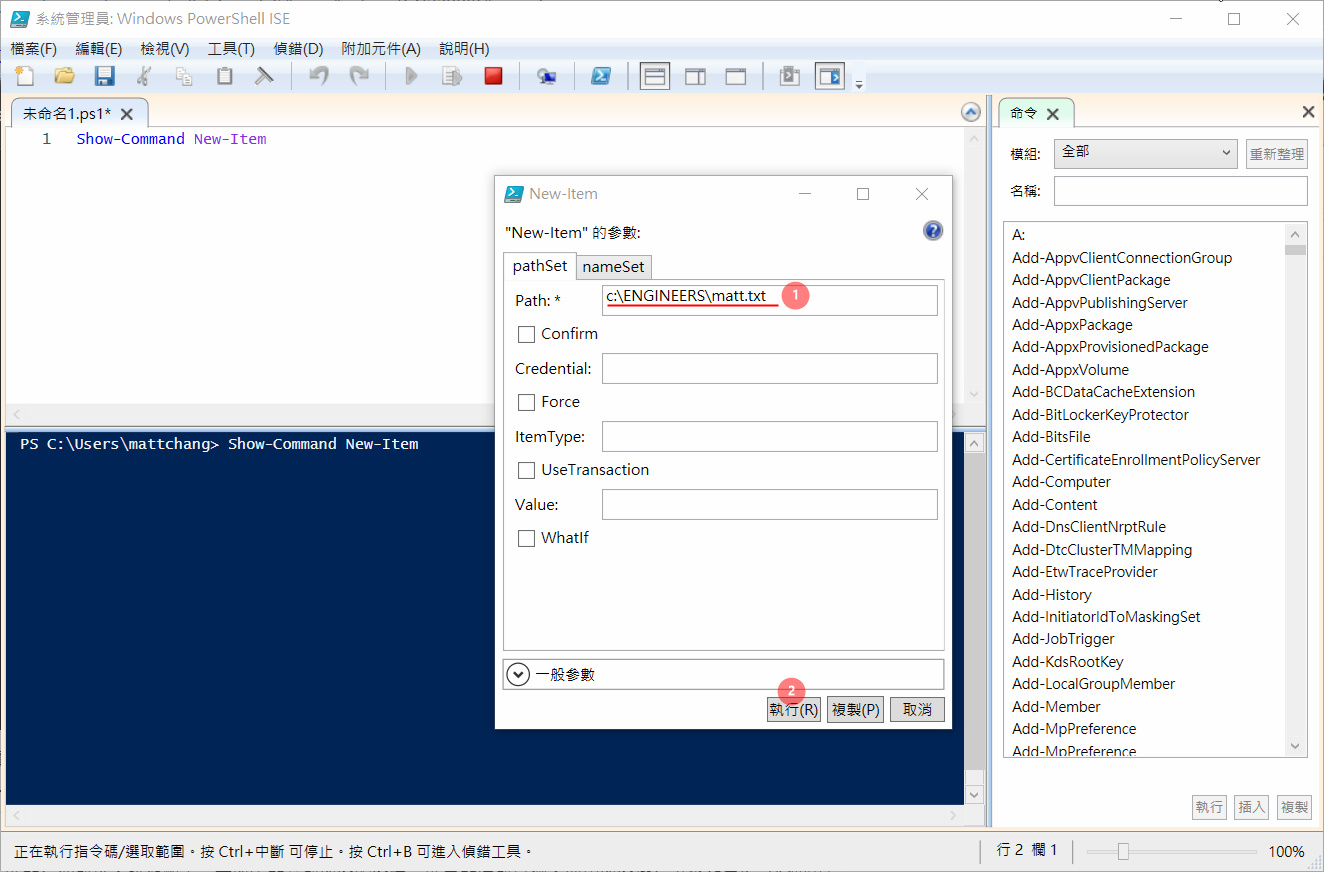 系統管理員: Windows PowerShell ISE
檔案(F) 編輯(E) 檢視(V) 工具(T) 偵錯(D) 附加元件(A) 說明(H)
未命名1.ps1*
1 Show-Command New-Item
PS C:\Users\mattchang> Show-Command New-Item
New-Item
"New-Item" 的參數:
pathSet nameSet
Path: * c:\ENGINEERS\matt.txt 1
Confirm
Credential:
Force
ItemType:
UseTransaction
Value:
WhatIf
一般參數
2
執行(R) 複製(P) 取消
命令
模組: 全部 重新整理
名稱:
A:
Add-AppvClientConnectionGroup
Add-AppvClientPackage
Add-AppvPublishingServer
Add-AppxPackage
Add-AppxProvisionedPackage
Add-AppxVolume
Add-BCDataCacheExtension
Add-BitLockerKeyProtector
Add-BitsFile
Add-CertificateEnrollmentPolicyServer
Add-Computer
Add-Content
Add-DnsClientNrptRule
Add-DtcClusterTMMapping
Add-EtwTraceProvider
Add-History
Add-InitiatorIdToMaskingSet
Add-JobTrigger
Add-KdsRootKey
Add-LocalGroupMember
Add-Member
Add-MpPreference
Add-MpPreference
執行 插入 複製
正在執行指令碼/選取範圍。按 Ctrl+中斷 可停止。按 Ctrl+B 可進入偵錯工具。
行 2 欄 1 100%